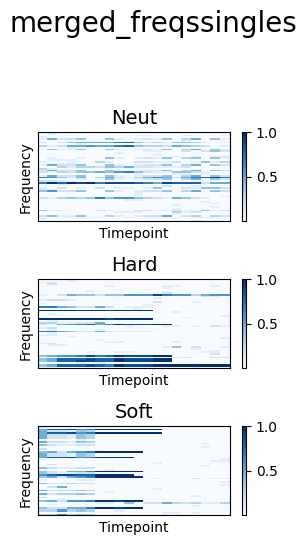 merged_freqssingles
Neut
Frequency
Timepoint
1.0
0.5
Hard
Frequency
Timepoint
1.0
0.5
Soft
Frequency
Timepoint
1.0
0.5